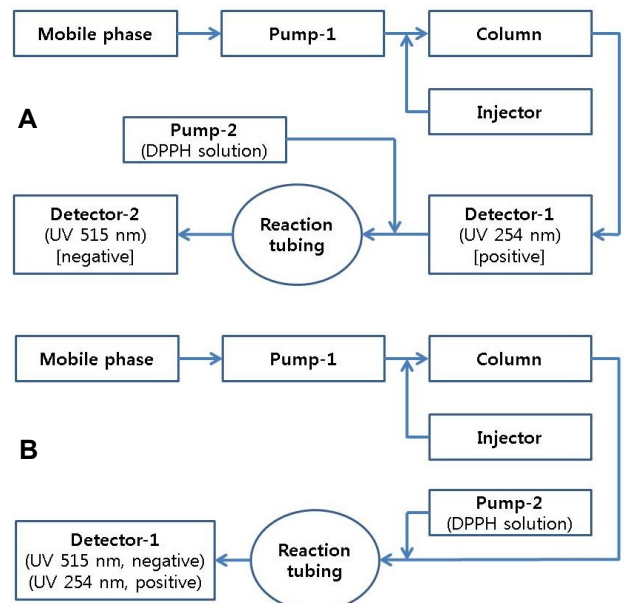 Mobile phase
Pump-1
Column
Injector
A
Pump-2
(DPPH solution)
Detector-2
(UV 515 nm)
[negative]
Reaction
tubing
Detector-1
(UV 254 nm)
[positive]
Mobile phase
Pump-1
Column
Injector
B
Pump-2
(DPPH solution)
Detector-1
(UV 515 nm, negative)
(UV 254 nm, positive)
Reaction
tubing